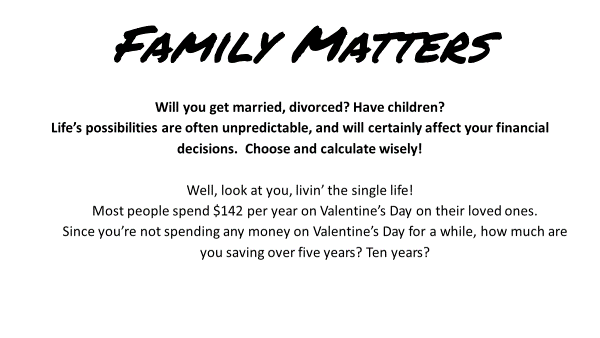 Family Matters
Will you get married, divorced? Have children?
Life's possibilities are often unpredictable, and will certainly affect your financial
decisions.  Choose and calculate wisely!
Well, look at you, livin' the single life!
Most people spend $142 per year on Valentine's Day on their loved ones.
Since you're not spending any money on Valentine's Day for a while, how much are
you saving over five years? Ten years?